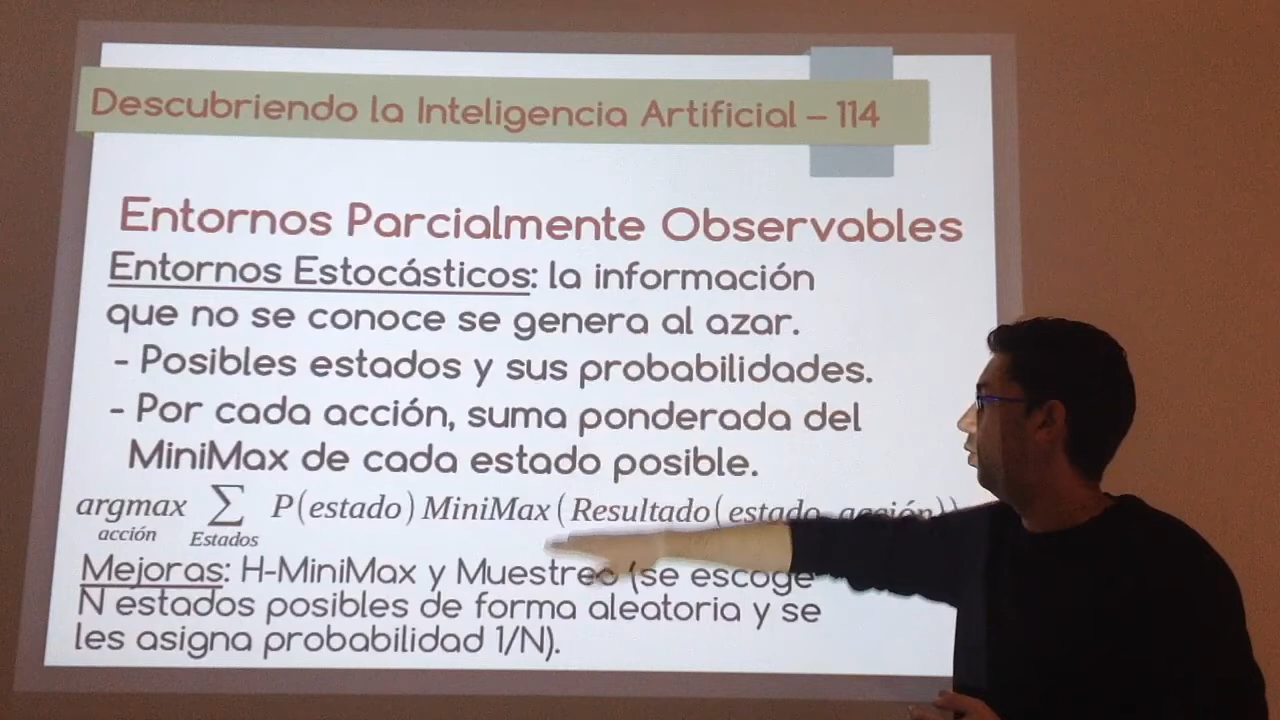 Descubriendo la Inteligencia Artificial – 114
Entornos Parcialmente Observables
Entornos Estocásticos: la información
que no se conoce se genera al azar.
- Posibles estados y sus probabilidades.
- Por cada acción, suma ponderada del
MiniMax de cada estado posible.
argmax ∑ P(estado) MiniMax(Resultado(estado, acción))
acción Estados
Mejoras: H-MiniMax y Muestreo (se escoge
N estados posibles de forma aleatoria y se
les asigna probabilidad 1/N).